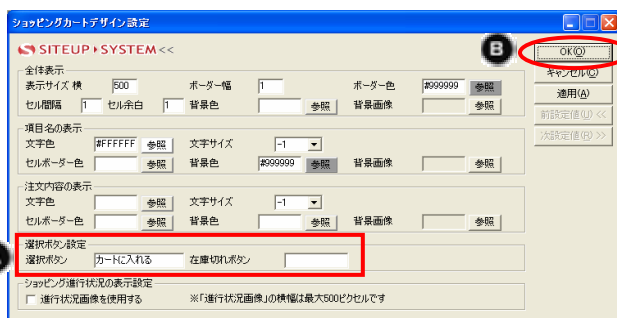 ショッピングカートデザイン設定
SITEUP SYSTEM<<
B
OK(O)
キャンセル(C)
適用(A)
前設定値(U) <<
次設定値(R) >>
全体表示
表示サイズ 横 500 ボーダー幅 1 ボーダー色 #999999 参照
セル間隔 1 セル余白 1 背景色 参照 背景画像 参照
項目名の表示
文字色 #FFFFFF 参照 文字サイズ -1
セルボーダー色 参照 背景色 #999999 参照 背景画像 参照
注文内容の表示
文字色 参照 文字サイズ -1
セルボーダー色 参照 背景色 参照 背景画像 参照
選択ボタン設定
選択ボタン カートに入れる 在庫切れボタン
ショッピング進行状況の表示設定
進行状況画像を使用する ※「進行状況画像」の横幅は最大500ピクセルです